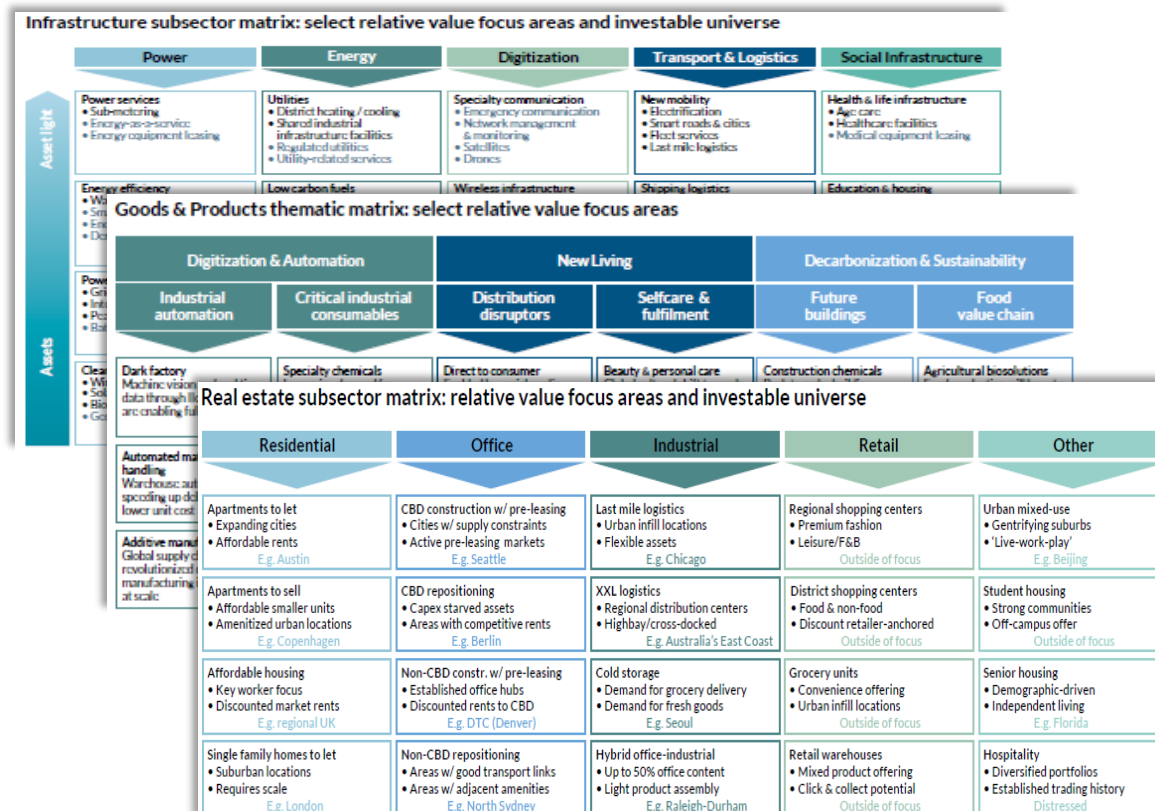 Infrastructure subsector matrix: select relative value focus areas and investable universe
Power
Energy
Digitization
Transport & Logistics
Social Infrastructure
Asset light
Assets
Power services
• Sub-metering
• Energy-as-a-service
• Energy equipment leasing
Utilities
• District heating / cooling
• Shared industrial
infrastructure facilities
• Regulated utilities
• Utility-related services
Specialty communication
• Emergency communication
• Network management
& monitoring
• Satellites
• Drones
New mobility
• Electrification
• Smart roads & cities
• Fleet services
• Last mile logistics
Health & life infrastructure
• Age care
• Healthcare facilities
• Medical equipment leasing
Energy efficiency
Low carbon fuels
Wireless infrastructure
Shipping logistics
Education & housing
Goods & Products thematic matrix: select relative value focus areas
Digitization & Automation
New Living
Decarbonization & Sustainability
Industrial
automation
Critical industrial
consumables
Distribution
disruptors
Selfcare &
fulfilment
Future
buildings
Food
value chain
Dark factory
Machine vision
data through
are enabling
Specialty chemicals
Direct to consumer
Beauty & personal care
Construction chemicals
Agricultural biosolutions
Automated
handling
Warehouse
speeding up
lower unit cost
Additive
Global supply
revolutionized
manufacturing
at scale
Real estate subsector matrix: relative value focus areas and investable universe
Residential
Office
Industrial
Retail
Other
Apartments to let
• Expanding cities
• Affordable rents
E.g. Austin
CBD construction w/ pre-leasing
• Cities w/ supply constraints
• Active pre-leasing markets
E.g. Seattle
Last mile logistics
• Urban infill locations
• Flexible assets
E.g. Chicago
Regional shopping centers
• Premium fashion
• Leisure/F&B
Outside of focus
Urban mixed-use
• Gentrifying suburbs
• 'Live-work-play'
E.g. Beijing
Apartments to sell
• Affordable smaller units
• Amenitized urban locations
E.g. Copenhagen
CBD repositioning
• Capex starved assets
• Areas with competitive rents
E.g. Berlin
XXL logistics
• Regional distribution centers
• Highbay/cross-docked
E.g. Australia's East Coast
District shopping centers
• Food & non-food
• Discount retailer-anchored
Outside of focus
Student housing
• Strong communities
• Off-campus offer
Outside of focus
Affordable housing
• Key worker focus
• Discounted market rents
E.g. regional UK
Non-CBD constr. w/ pre-leasing
• Established office hubs
• Discounted rents to CBD
E.g. DTC (Denver)
Cold storage
• Demand for grocery delivery
• Demand for fresh goods
E.g. Seoul
Grocery units
• Convenience offering
• Urban infill locations
Outside of focus
Senior housing
• Demographic-driven
• Independent living
E.g. Florida
Single family homes to let
• Suburban locations
• Requires scale
E.g. London
Non-CBD repositioning
• Areas w/ good transport links
• Areas w/ adjacent amenities
E.g. North Sydney
Hybrid office-industrial
• Up to 50% office content
• Light product assembly
E.g. Raleigh-Durham
Retail warehouses
• Mixed product offering
• Click & collect potential
Outside of focus
Hospitality
• Diversified portfolios
• Established trading history
Distressed